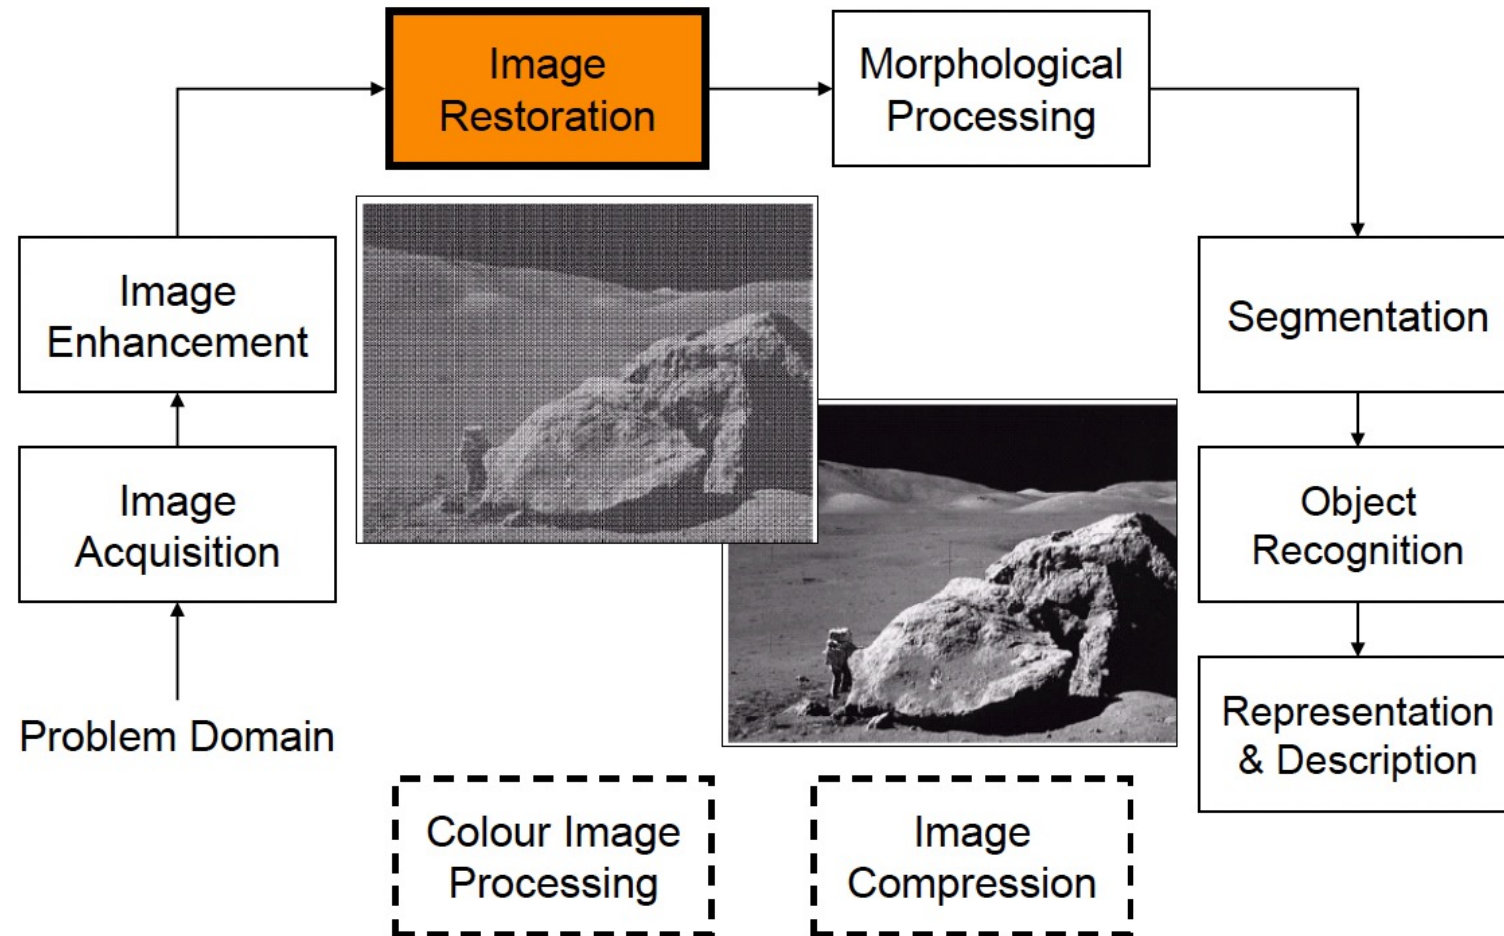 Image
Restoration
Morphological
Processing
Image
Enhancement
Segmentation
Image
Acquisition
Object
Recognition
Problem Domain
Representation
& Description
Colour Image
Processing
Image
Compression